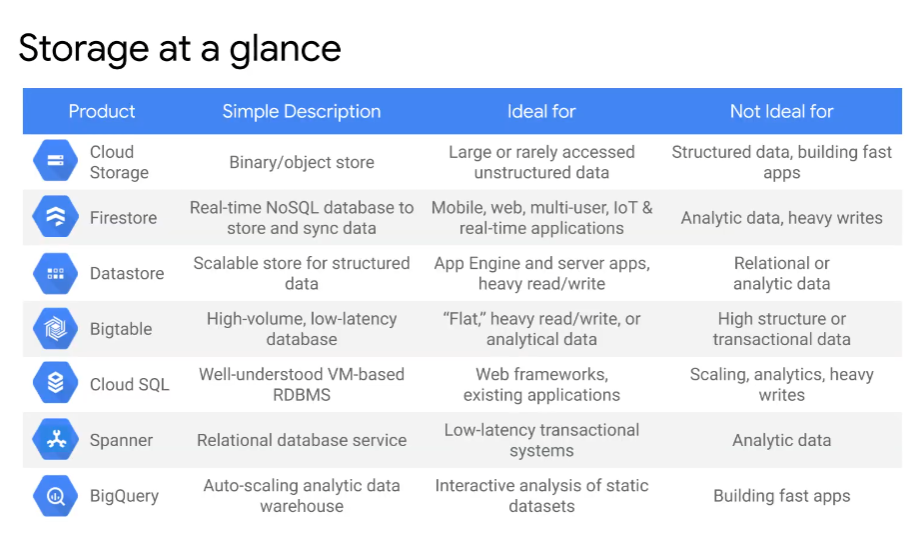 Storage at a glance
Product Simple Description Ideal for Not Ideal for
Cloud
Storage
Binary/object store
Large or rarely accessed
unstructured data
Structured data, building fast
apps
Firestore
Real-time NoSQL database to
store and sync data
Mobile, web, multi-user, IoT &
real-time applications
Analytic data, heavy writes
Datastore
Scalable store for structured
data
App Engine and server apps,
heavy read/write
Relational or
analytic data
Bigtable
High-volume, low-latency
database
“Flat,” heavy read/write, or
analytical data
High structure or
transactional data
Cloud SQL
Well-understood VM-based
RDBMS
Web frameworks,
existing applications
Scaling, analytics, heavy
writes
Spanner
Relational database service
Low-latency transactional
systems
Analytic data
BigQuery
Auto-scaling analytic data
warehouse
Interactive analysis of static
datasets
Building fast apps